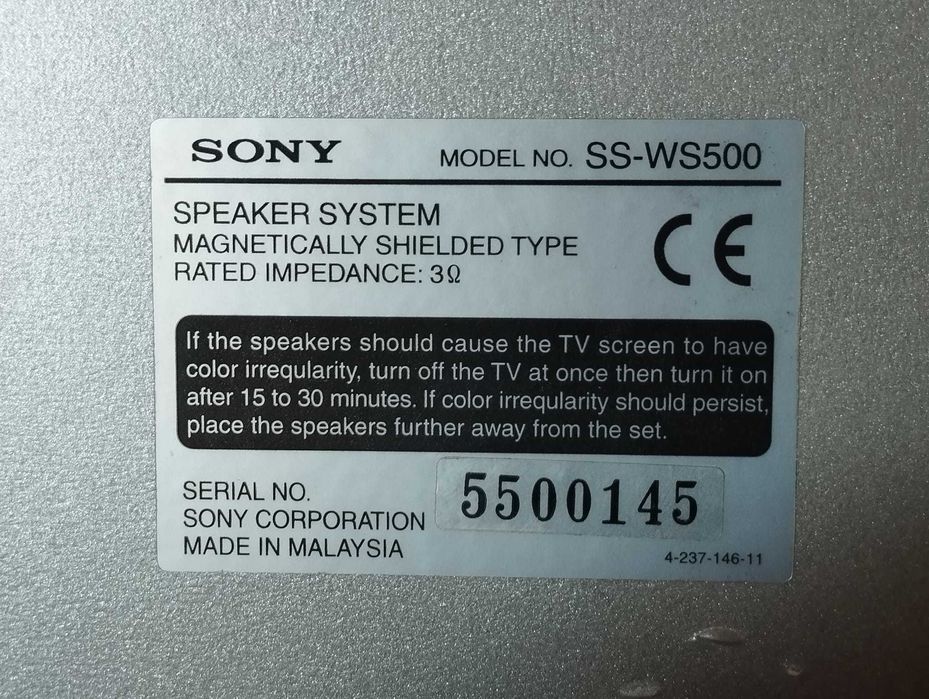 SONY MODEL NO. SS-WS500
SPEAKER SYSTEM
MAGNETICALLY SHIELDED TYPE
RATED IMPEDANCE: 3Ω
CE
If the speakers should cause the TV screen to have
color irreqularity, turn off the TV at once then turn it on
after 15 to 30 minutes. If color irreqularity should persist,
place the speakers further away from the set.
SERIAL NO. 5500145
SONY CORPORATION
MADE IN MALAYSIA
4-237-146-11